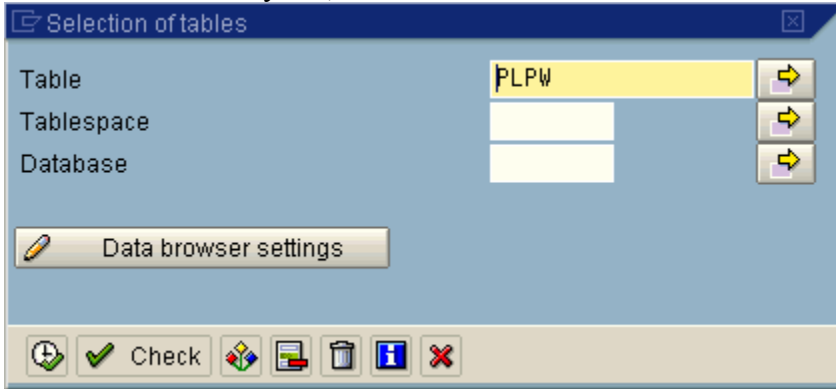 Selection of tables
Table PLPW
Tablespace
Database
Data browser settings
Check